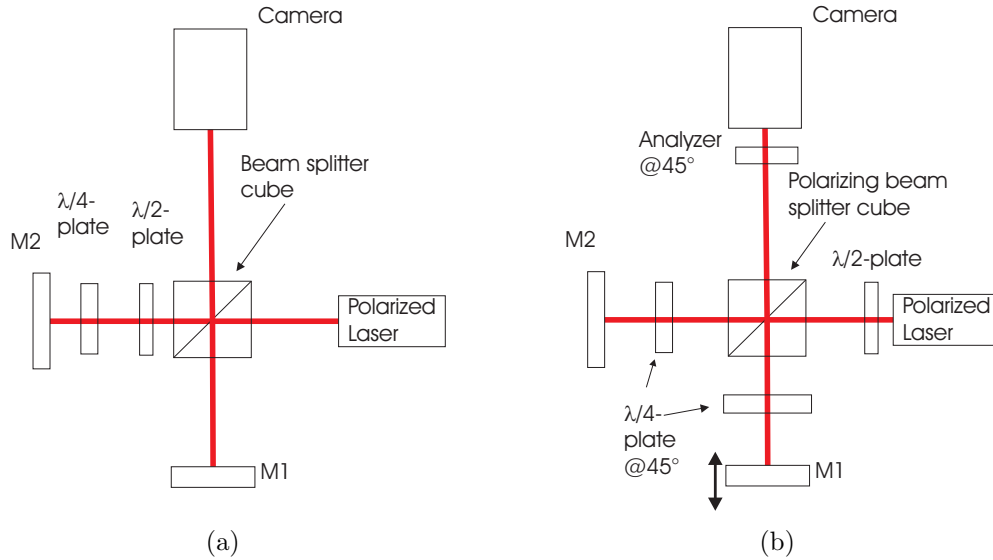 Camera
Beam splitter
cube
λ/4-
plate
λ/2-
plate
M2
Polarized
Laser
M1
(a)
Camera
Analyzer
@45°
Polarizing beam
splitter cube
M2
λ/2-plate
Polarized
Laser
λ/4-
plate
@45°
M1
(b)